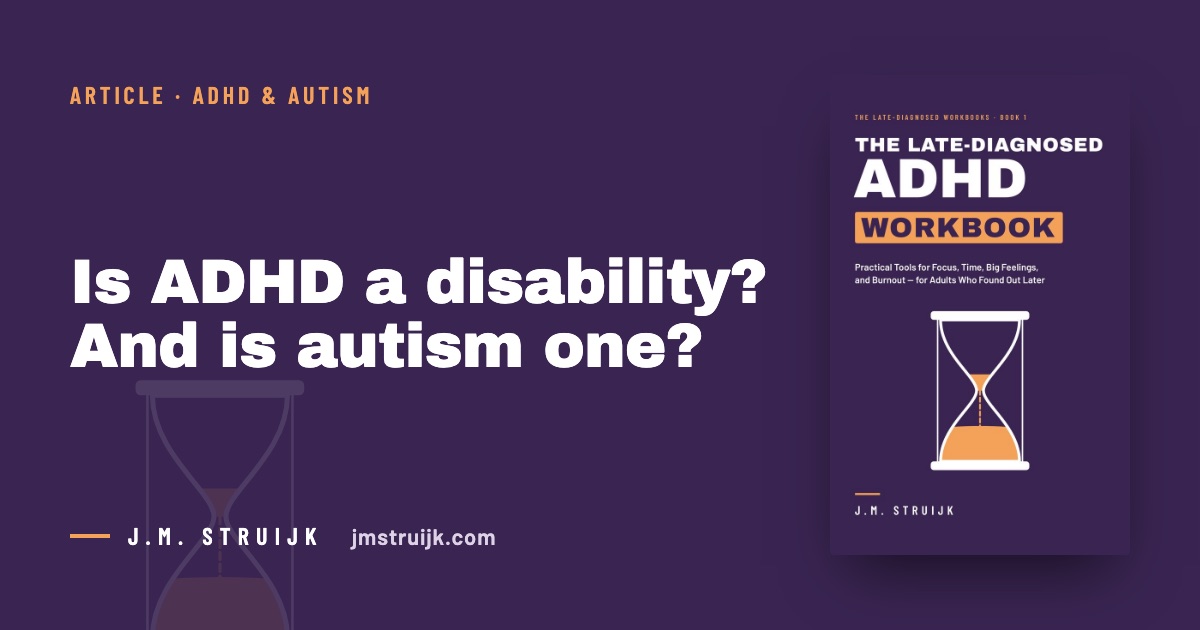 ARTICLE · ADHD & AUTISM
Is ADHD a disability?
And is autism one?
J.M. STRUIJK jmstruijk.com
THE LATE-DIAGNOSED WORKBOOKS · BOOK 1
THE LATE-DIAGNOSED
ADHD
WORKBOOK
Practical Tools for Focus, Time, Big Feelings,
and Burnout — for Adults Who Found Out Later
J.M. STRUIJK